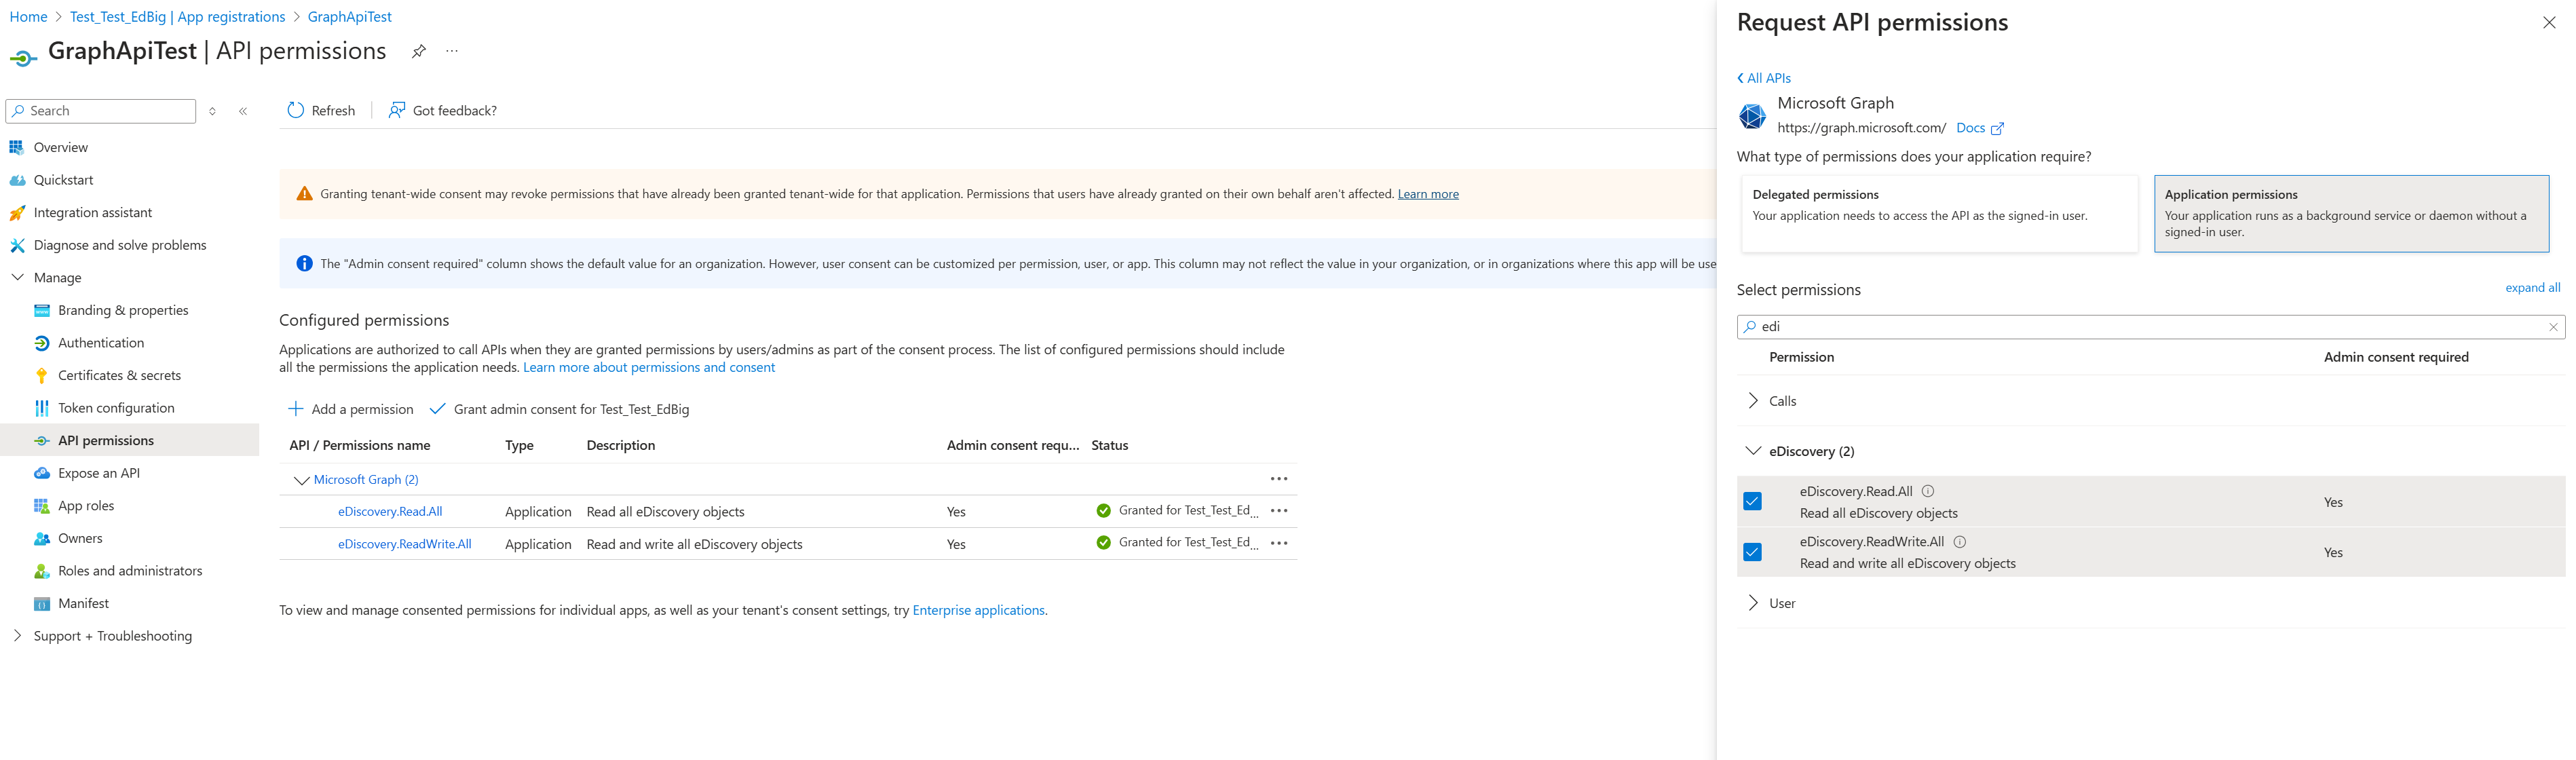 Home > Test_Test_EdBig | App registrations > GraphApiTest
GraphApiTest | API permissions
Search
Overview
Quickstart
Integration assistant
Diagnose and solve problems
Manage
Branding & properties
Authentication
Certificates & secrets
Token configuration
API permissions
Expose an API
App roles
Owners
Roles and administrators
Manifest
Support + Troubleshooting
Refresh
Got feedback?
Granting tenant-wide consent may revoke permissions that have already been granted tenant-wide for that application. Permissions that users have already granted on their own behalf aren't affected. Learn more
The "Admin consent required" column shows the default value for an organization. However, user consent can be customized per permission, user, or app. This column may not reflect the value in your organization, or in organizations where this app will be use
Configured permissions
Applications are authorized to call APIs when they are granted permissions by users/admins as part of the consent process. The list of configured permissions should include
all the permissions the application needs. Learn more about permissions and consent
Add a permission
Grant admin consent for Test_Test_EdBig
API / Permissions name Type Description Admin consent requ... Status
Microsoft Graph (2)
eDiscovery.Read.All Application Read all eDiscovery objects Yes Granted for Test_Test_Ed...
eDiscovery.ReadWrite.All Application Read and write all eDiscovery objects Yes Granted for Test_Test_Ed...
To view and manage consented permissions for individual apps, as well as your tenant's consent settings, try Enterprise applications.
Request API permissions
All APIs
Microsoft Graph
https://graph.microsoft.com/ Docs
What type of permissions does your application require?
Delegated permissions
Your application needs to access the API as the signed-in user.
Application permissions
Your application runs as a background service or daemon without a
signed-in user.
Select permissions
expand all
edi
Permission Admin consent required
Calls
eDiscovery (2)
eDiscovery.Read.All
Read all eDiscovery objects
Yes
eDiscovery.ReadWrite.All
Read and write all eDiscovery objects
Yes
User